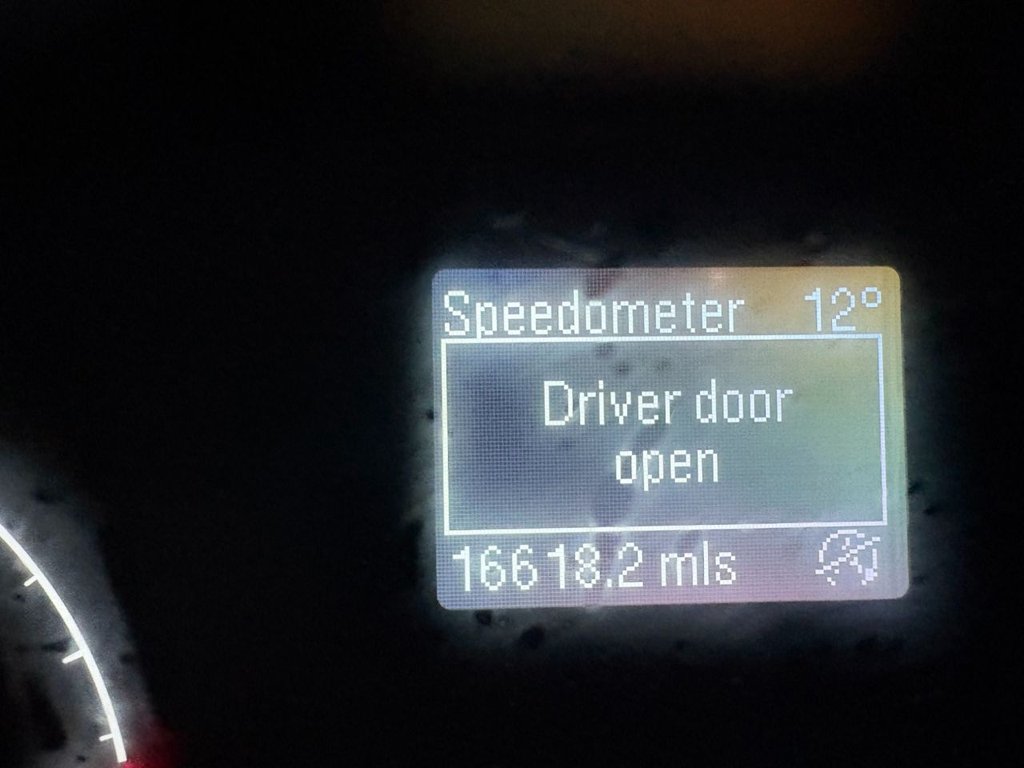 Speedometer 12°
Driver door
open
16618.2 mls